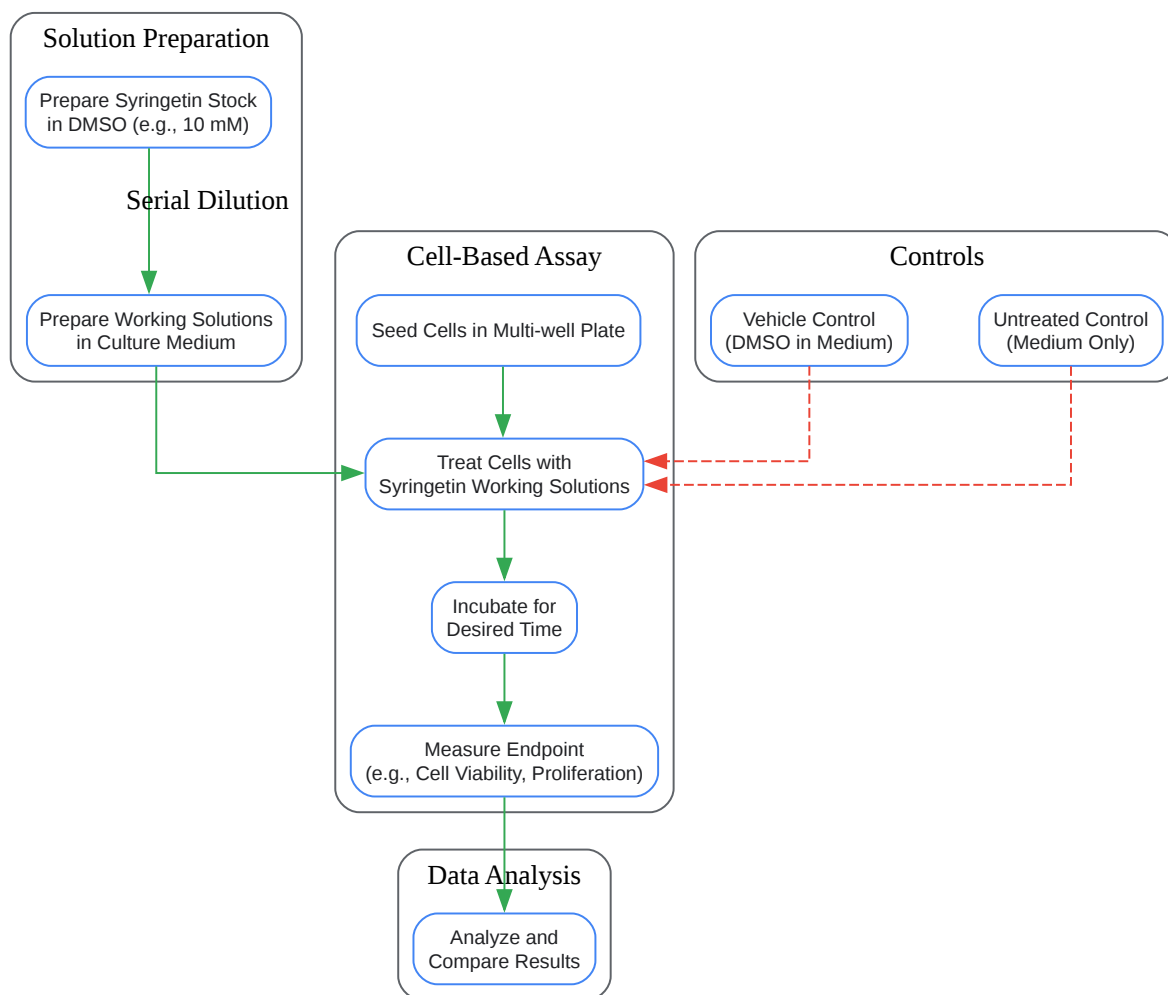 Solution Preparation
Prepare Syringetin Stock
in DMSO (e.g., 10 mM)
Serial Dilution
Prepare Working Solutions
in Culture Medium
Cell-Based Assay
Seed Cells in Multi-well Plate
Treat Cells with
Syringetin Working Solutions
Incubate for
Desired Time
Measure Endpoint
(e.g., Cell Viability, Proliferation)
Controls
Vehicle Control
(DMSO in Medium)
Untreated Control
(Medium Only)
Data Analysis
Analyze and
Compare Results